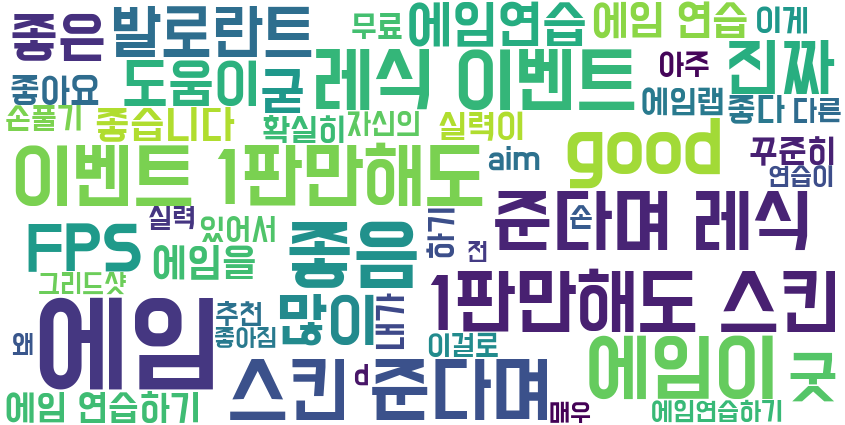 좋은
발로란트
무료
에임연습
에임 연습
이게
좋아요
도움이
굳
레식 이벤트
아주
진짜
에임랩
좋다
다른
손풀기
좋습니다
확실히
자신의
실력이
이벤트 1판만해도
aim
good
꾸준히
연습이
실력
있어서
하기
준다며 레식
손
전
FPS
에임을
좋음
그리드샷
에임
추천
좋아짐
많이
내가
1판만해도 스킨
왜
이걸로
에임이
굿
스킨 준다며
d
에임 연습하기
매우
에임연습하기